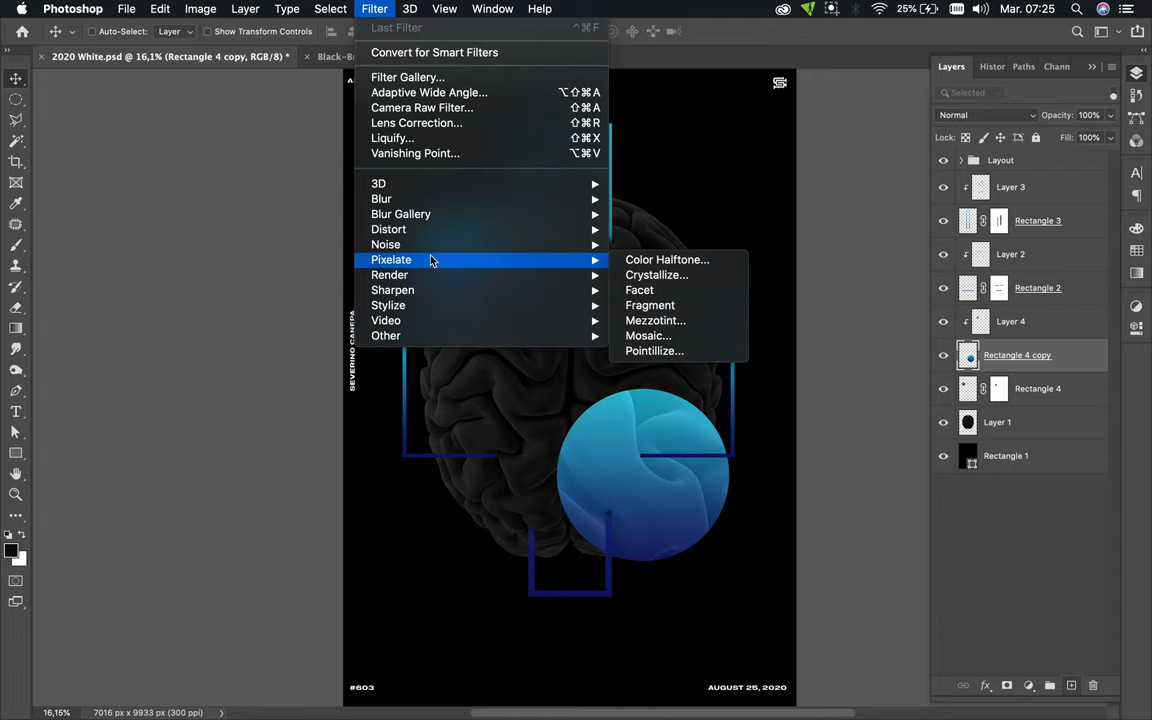 Photoshop File Edit Image Layer Type Select Filter 3D View Window Help 25% Mar. 07:25
Auto-Select: Layer Show Transform Controls
2020 White.psd @ 16,1% (Rectangle 4 copy, RGB/8) * Black-B
Last Filter ^⌘F
Convert for Smart Filters
Filter Gallery...
Adaptive Wide Angle... ⌥⇧⌘A
Camera Raw Filter... ⇧⌘A
Lens Correction... ⇧⌘R
Liquify... ⇧⌘X
Vanishing Point... ⌥⌘V
3D
Blur
Blur Gallery
Distort
Noise
Pixelate
Render
Sharpen
Stylize
Video
Other
Color Halftone...
Crystallize...
Facet
Fragment
Mezzotint...
Mosaic...
Pointillize...
SEVERINO CANEPA
#603 AUGUST 25, 2020
Layers Histor Paths Chann
Selected
Normal Opacity: 100%
Lock: Fill: 100%
Layout
Layer 3
Rectangle 3
Layer 2
Rectangle 2
Layer 4
Rectangle 4 copy
Rectangle 4
Layer 1
Rectangle 1
16,15% 7016 px x 9933 px (300 ppi)